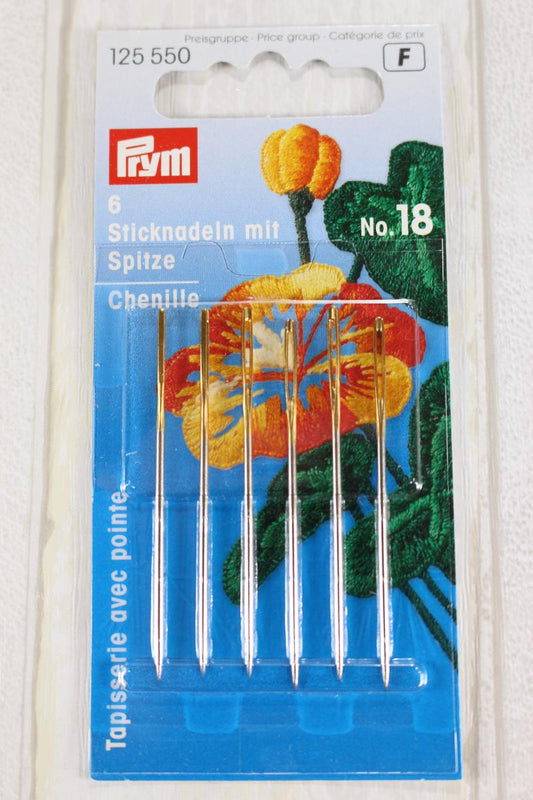 Preisgruppe · Price group · Catégorie de prix
125 550
F
Prym
6
Sticknadeln mit
Spitze
Chenille
No. 18
Tapisserie avec pointe